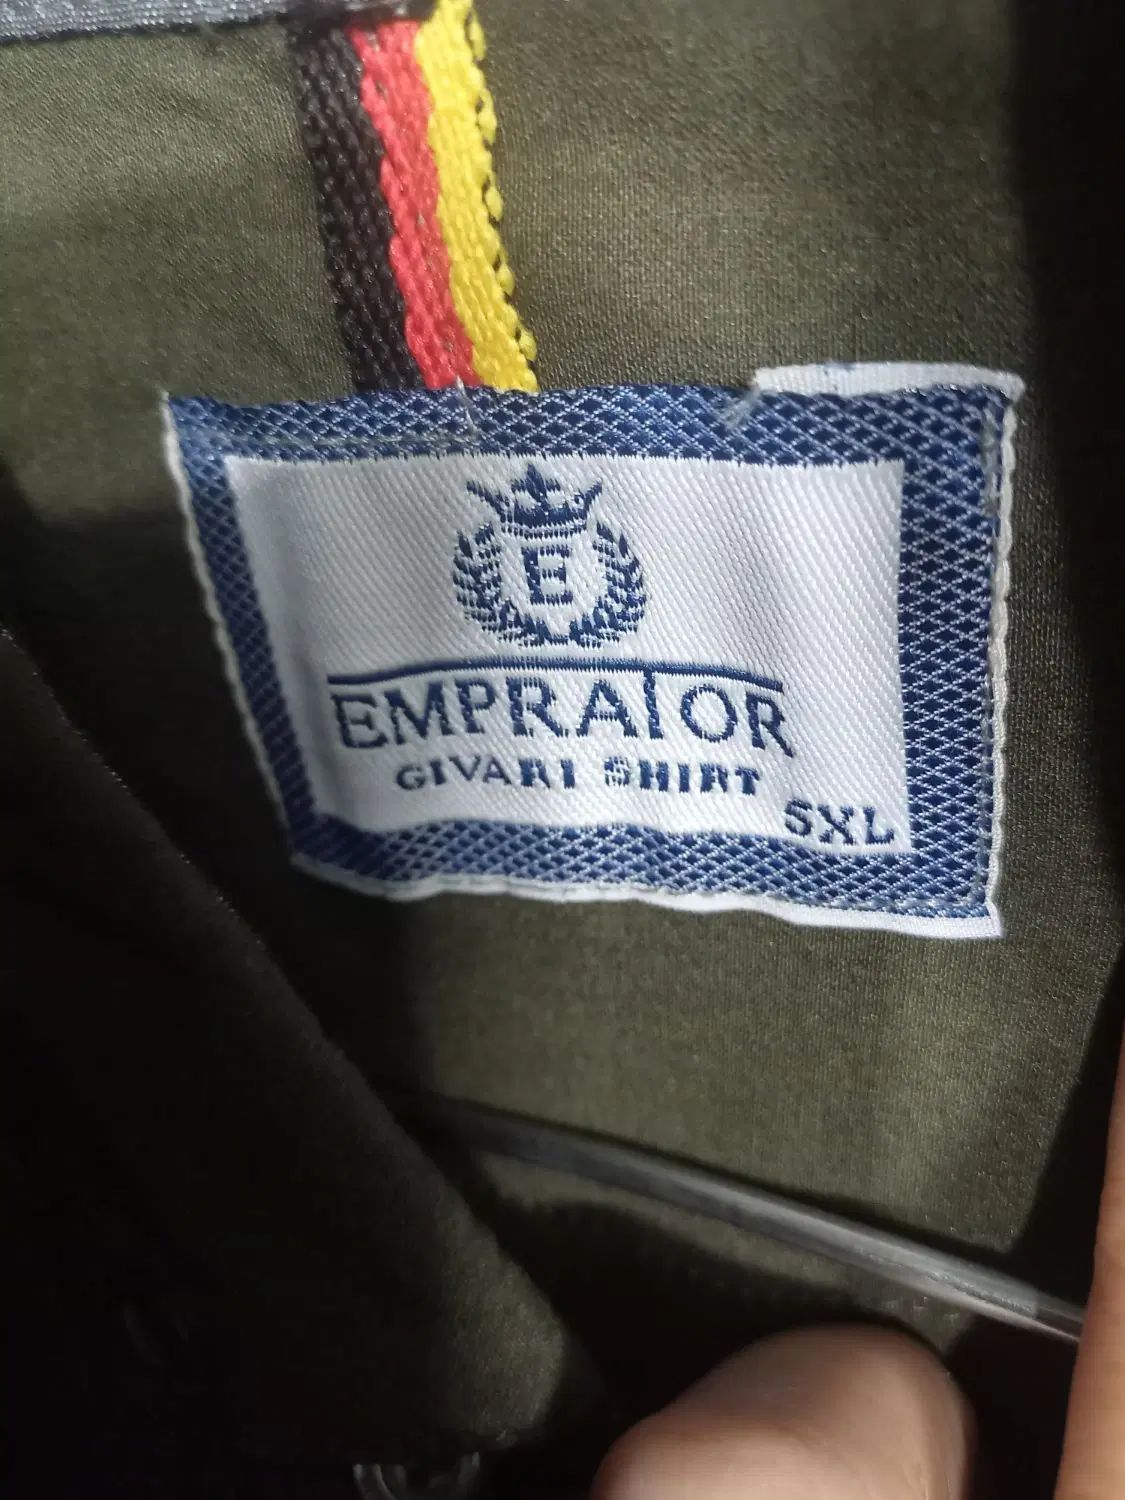 E
EMPRATOR
GIVARI SHIRT
5XL